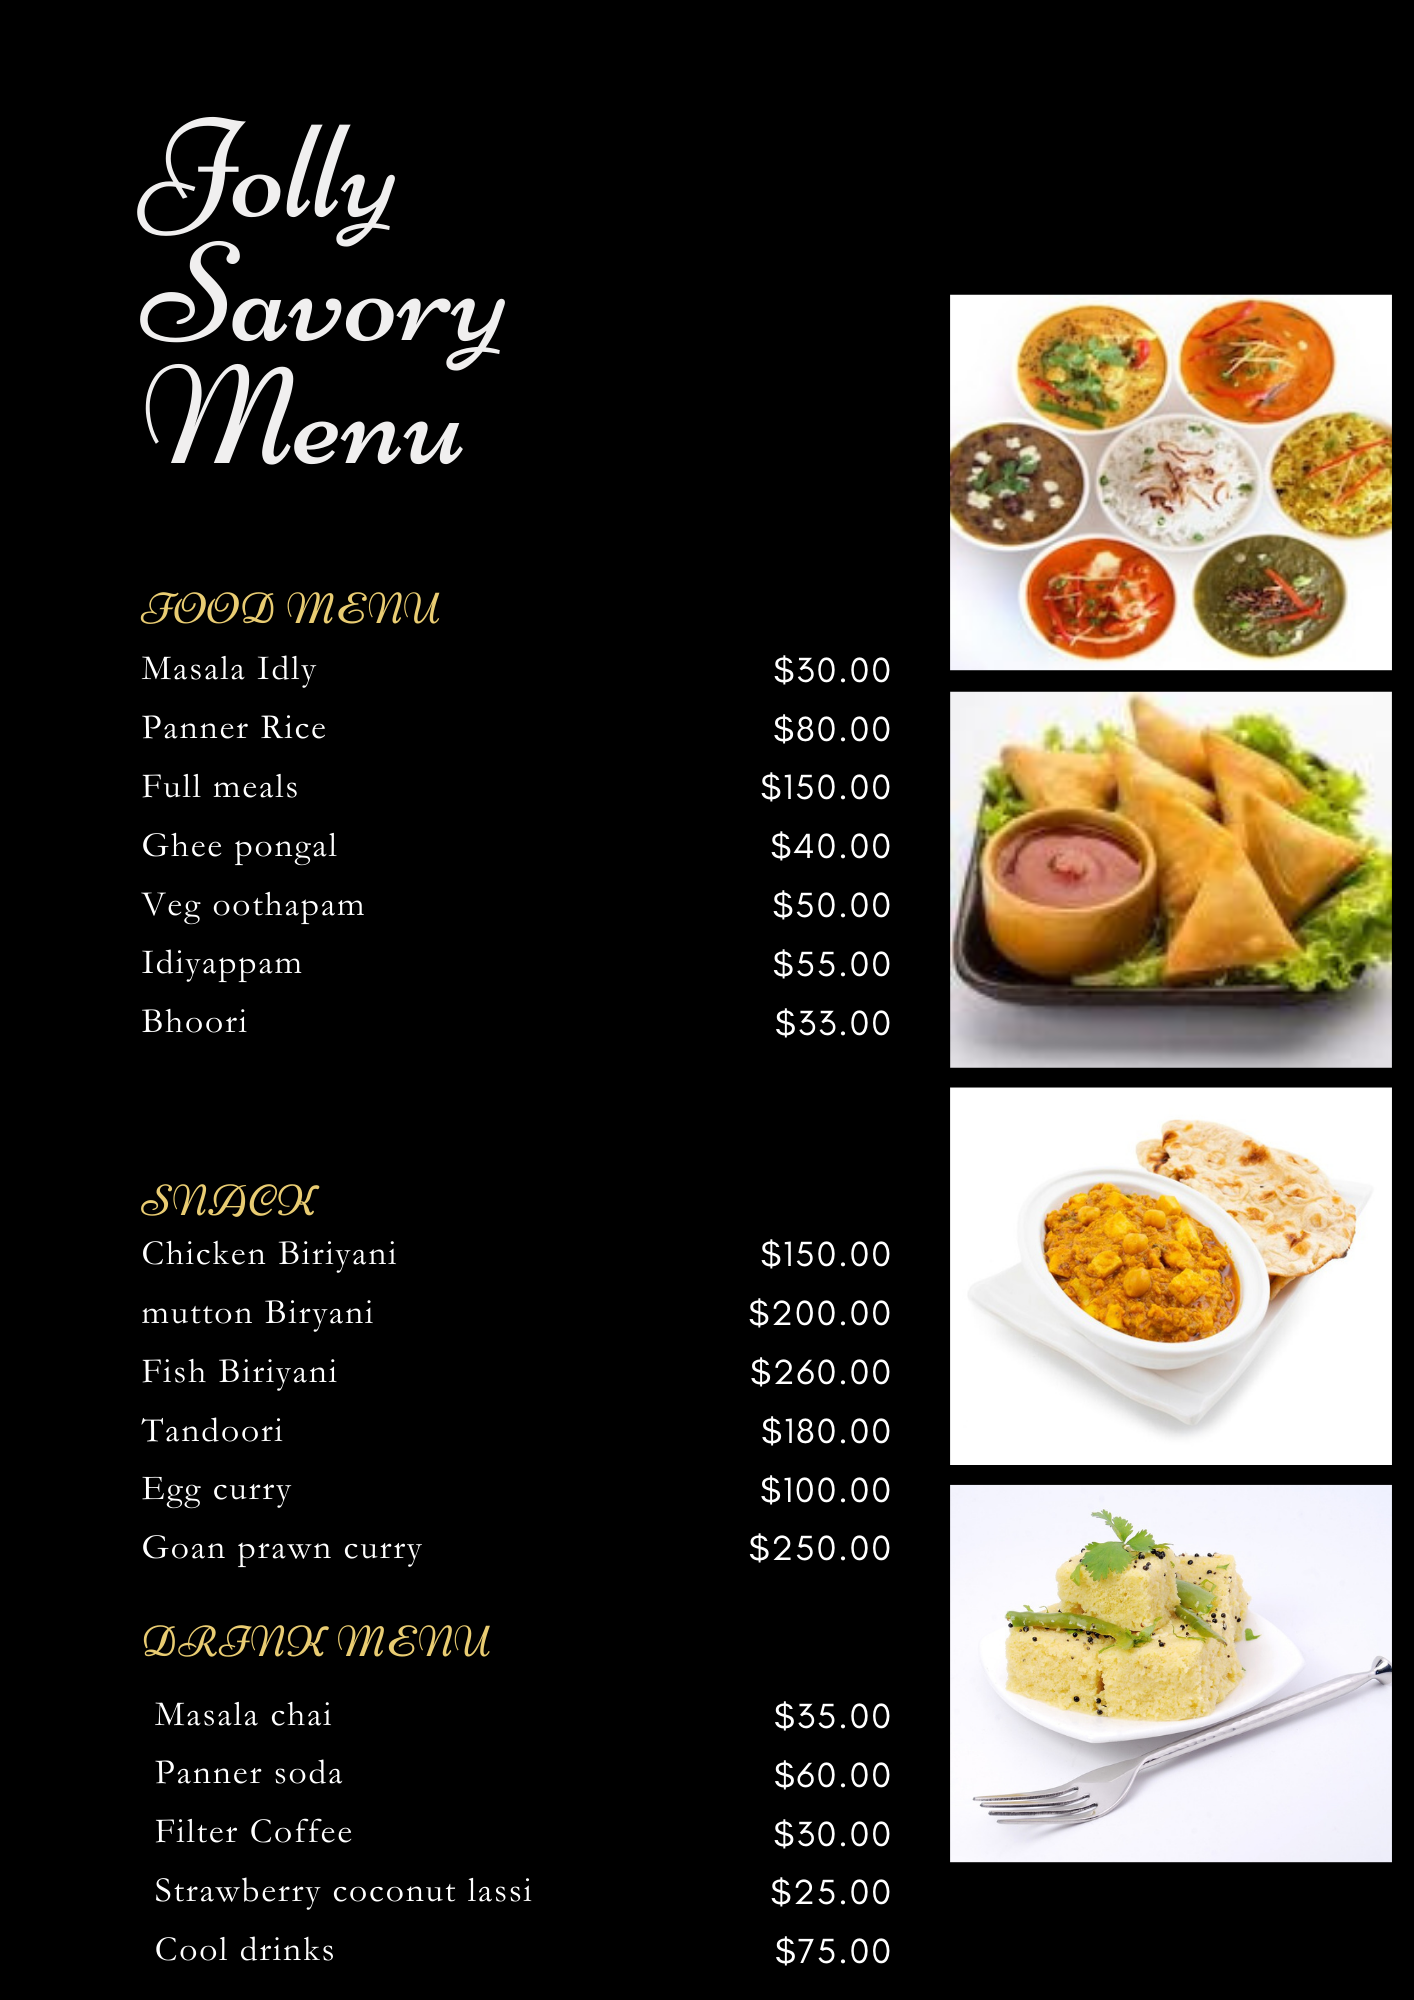 Jolly
Savory
Menu
FOOD MENU
Masala Idly $30.00
Panner Rice $80.00
Full meals $150.00
Ghee pongal $40.00
Veg oothapam $50.00
Idiyappam $55.00
Bhoori $33.00
SNACK
Chicken Biriyani $150.00
mutton Biryani $200.00
Fish Biriyani $260.00
Tandoori $180.00
Egg curry $100.00
Goan prawn curry $250.00
DRINK MENU
Masala chai $35.00
Panner soda $60.00
Filter Coffee $30.00
Strawberry coconut lassi $25.00
Cool drinks $75.00